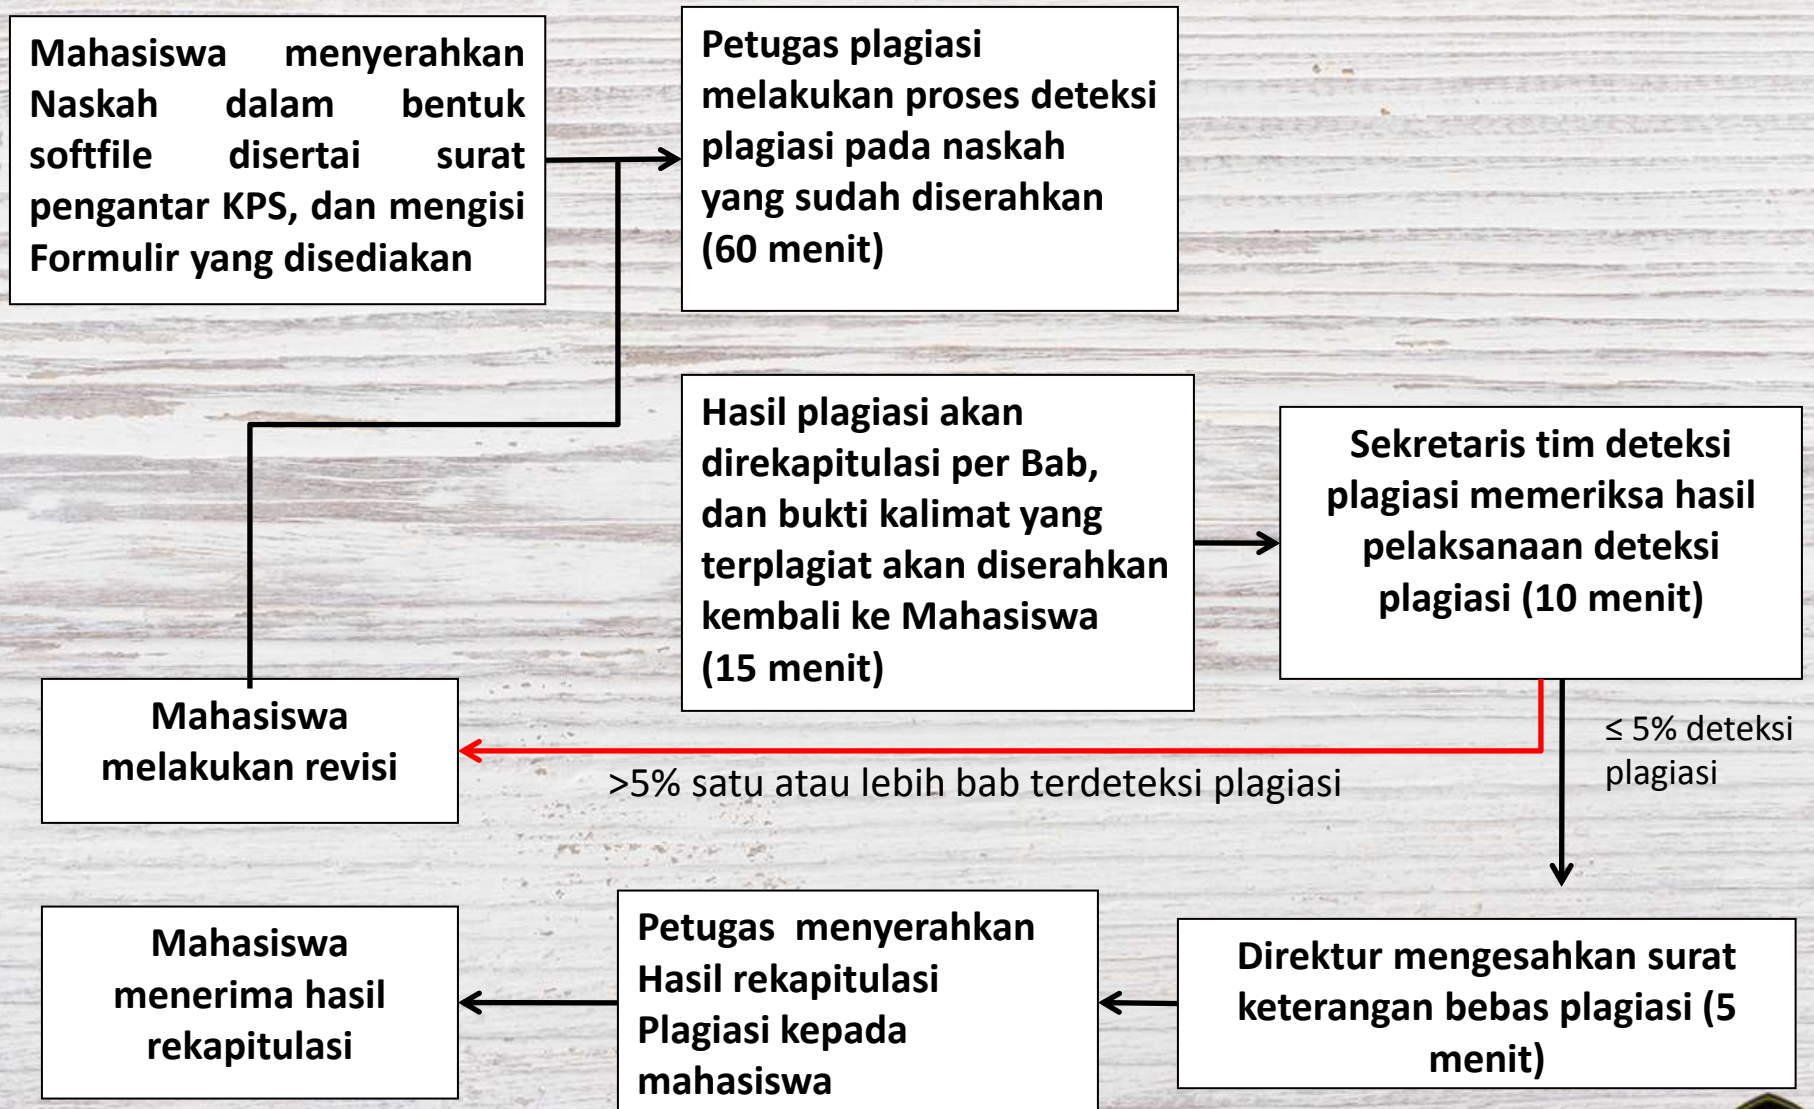 Mahasiswa menyerahkan
Naskah dalam bentuk
softfile disertai surat
pengantar KPS, dan mengisi
Formulir yang disediakan
Petugas plagiasi
melakukan proses deteksi
plagiasi pada naskah
yang sudah diserahkan
(60 menit)
Hasil plagiasi akan
direkapitulasi per Bab,
dan bukti kalimat yang
terplagiat akan diserahkan
kembali ke Mahasiswa
(15 menit)
Sekretaris tim deteksi
plagiasi memeriksa hasil
pelaksanaan deteksi
plagiasi (10 menit)
Mahasiswa
melakukan revisi
>5% satu atau lebih bab terdeteksi plagiasi
≤ 5% deteksi
plagiasi
Mahasiswa
menerima hasil
rekapitulasi
Petugas  menyerahkan
Hasil rekapitulasi
Plagiasi kepada
mahasiswa
Direktur mengesahkan surat
keterangan bebas plagiasi (5
menit)